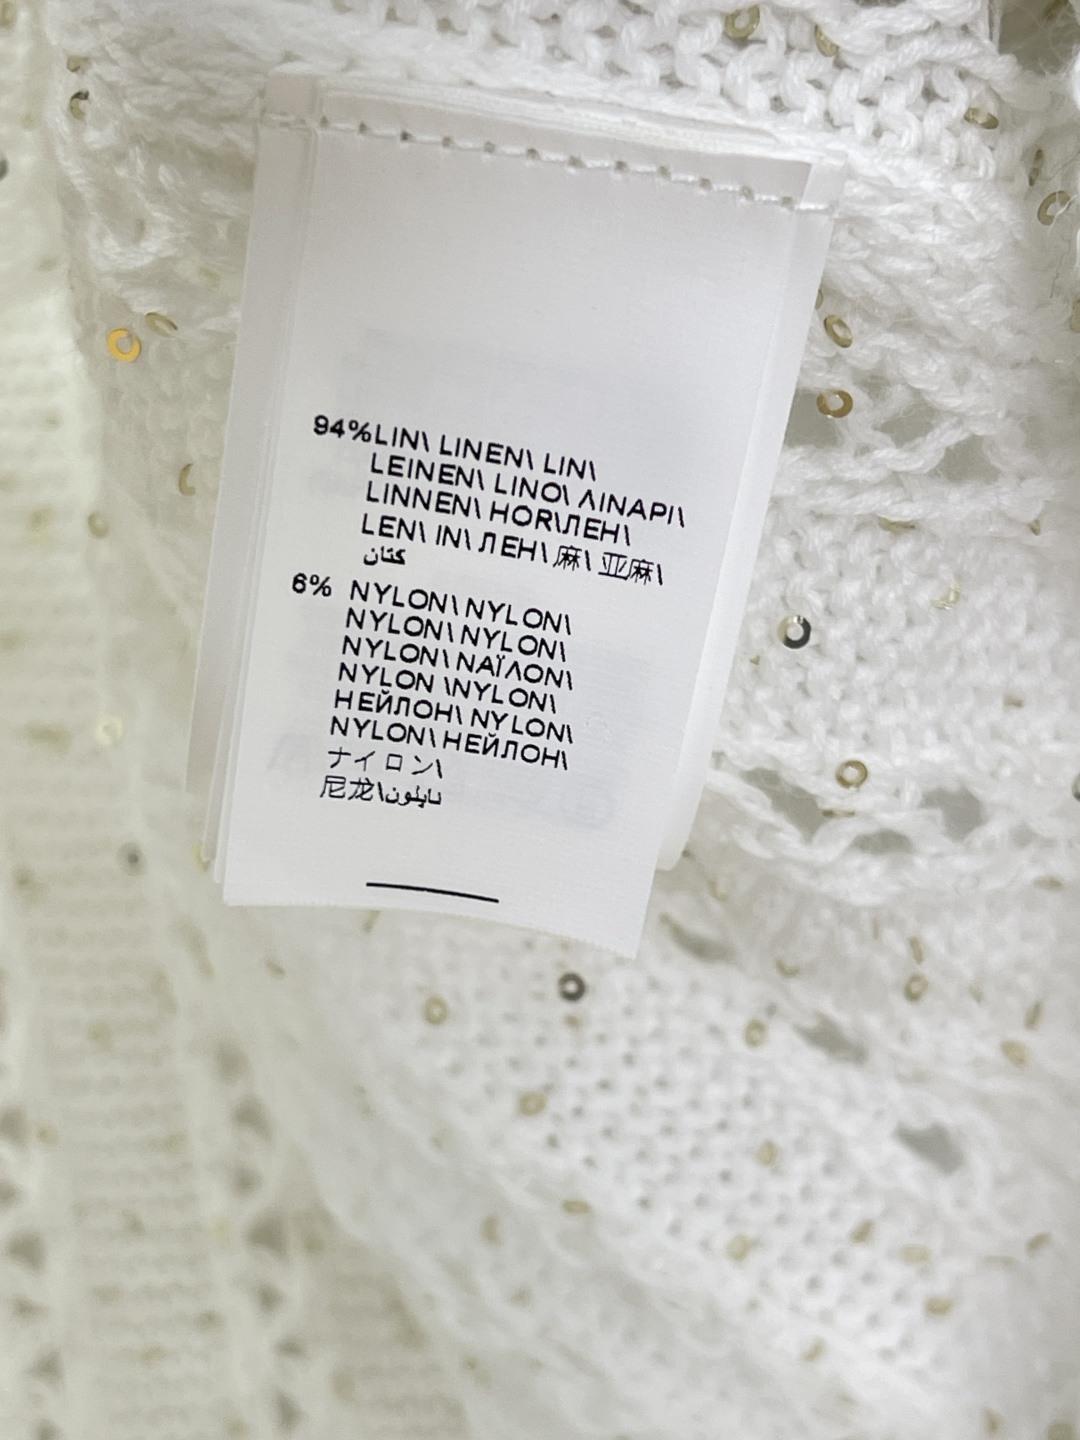 94%LIN\ LINEN\ LIN\
LEINEN\ LINO\ ΛΙΝΑΡΙ\
LINNEN\ HOR\ЛЕН\
LEN\ IN\ ЛЕН\ 麻\ 亚麻\
كتان
6% NYLON\ NYLON\
NYLON\ NYLON\
NYLON\ ΝΑΪΛΟΝ\
NYLON \NYLON\
НЕЙЛОН\ NYLON\
NYLON\ НЕЙЛОН\
ナイロン\
尼龙\نايلون